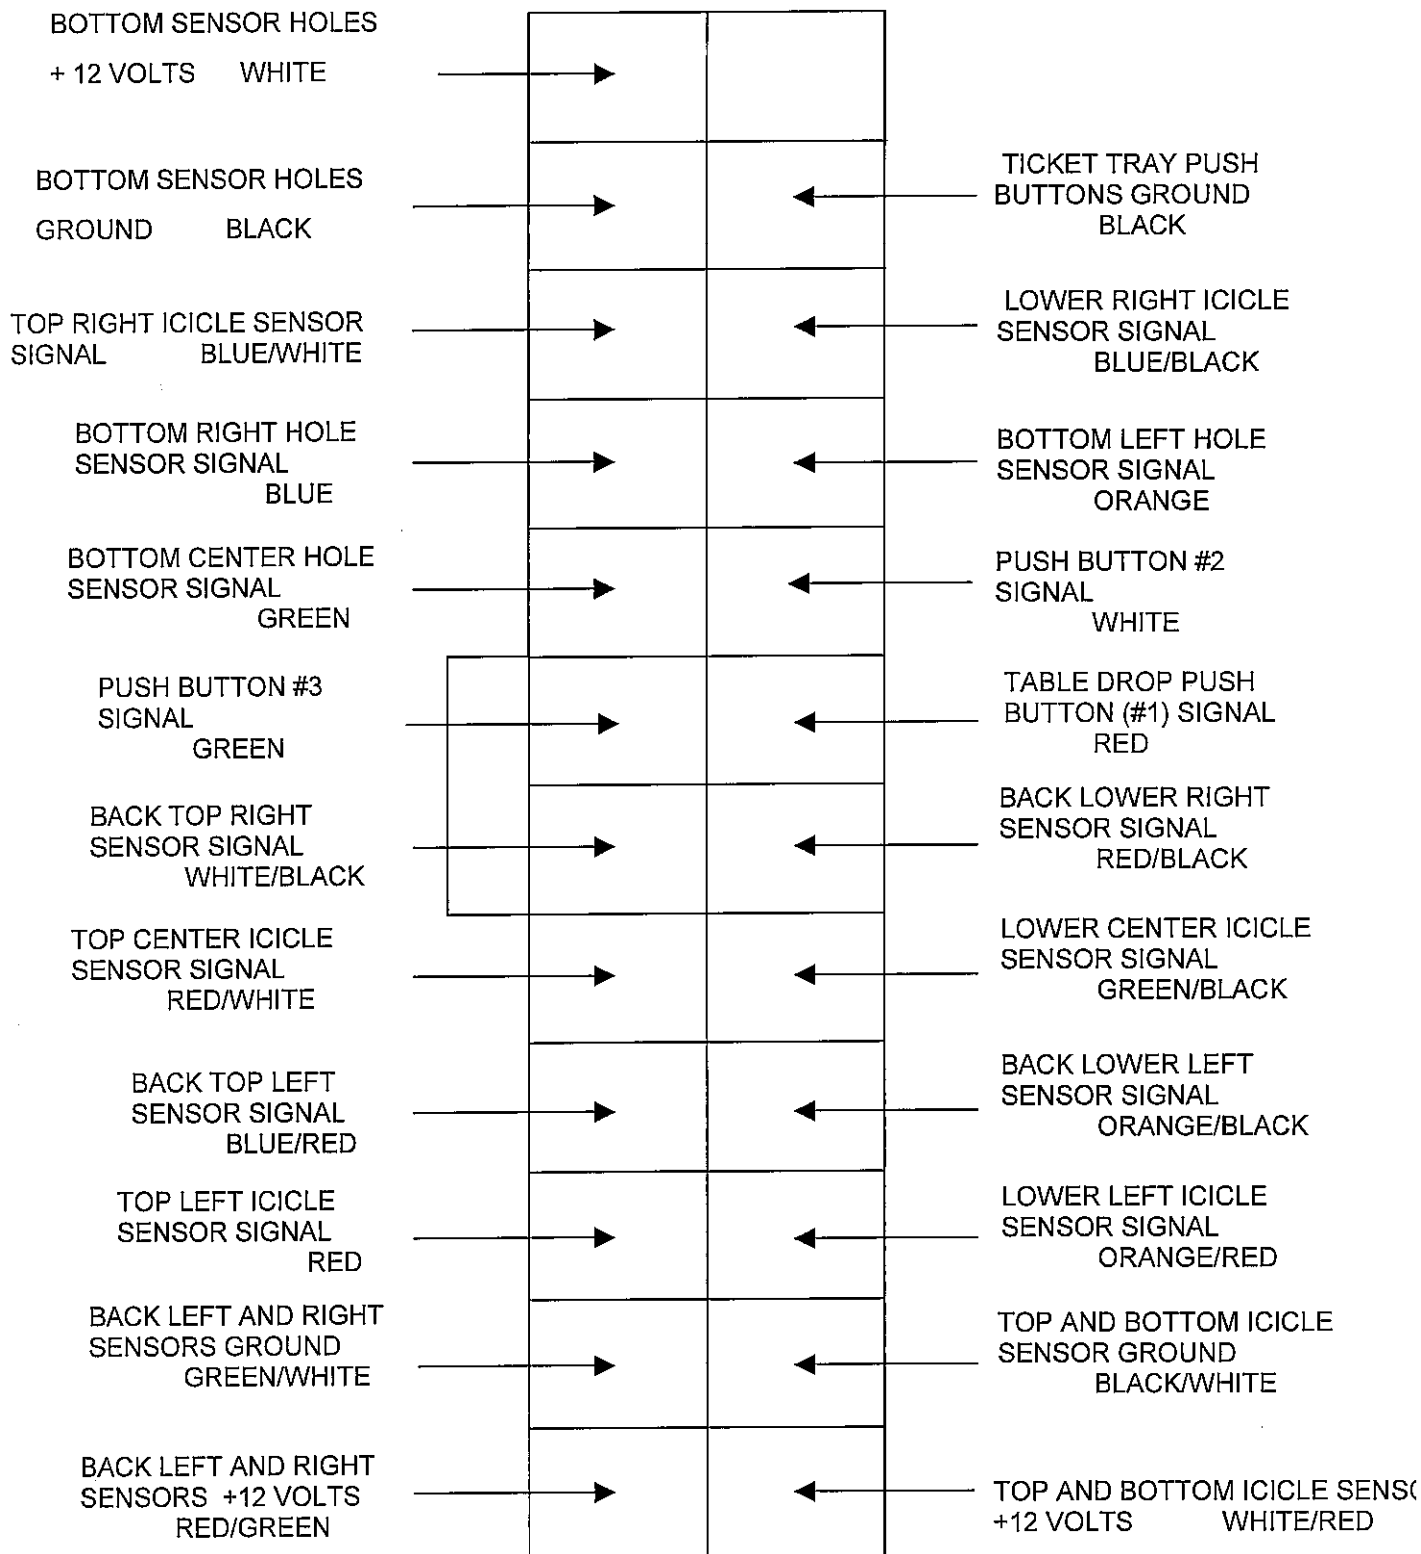 BOTTOM SENSOR HOLES
+ 12 VOLTS WHITE
BOTTOM SENSOR HOLES
GROUND BLACK
TICKET TRAY PUSH
BUTTONS GROUND
BLACK
TOP RIGHT ICICLE SENSOR
SIGNAL BLUE/WHITE
LOWER RIGHT ICICLE
SENSOR SIGNAL
BLUE/BLACK
BOTTOM RIGHT HOLE
SENSOR SIGNAL
BLUE
BOTTOM LEFT HOLE
SENSOR SIGNAL
ORANGE
BOTTOM CENTER HOLE
SENSOR SIGNAL
GREEN
PUSH BUTTON #2
SIGNAL
WHITE
PUSH BUTTON #3
SIGNAL
GREEN
TABLE DROP PUSH
BUTTON (#1) SIGNAL
RED
BACK TOP RIGHT
SENSOR SIGNAL
WHITE/BLACK
BACK LOWER RIGHT
SENSOR SIGNAL
RED/BLACK
TOP CENTER ICICLE
SENSOR SIGNAL
RED/WHITE
LOWER CENTER ICICLE
SENSOR SIGNAL
GREEN/BLACK
BACK TOP LEFT
SENSOR SIGNAL
BLUE/RED
BACK LOWER LEFT
SENSOR SIGNAL
ORANGE/BLACK
TOP LEFT ICICLE
SENSOR SIGNAL
RED
LOWER LEFT ICICLE
SENSOR SIGNAL
ORANGE/RED
BACK LEFT AND RIGHT
SENSORS GROUND
GREEN/WHITE
TOP AND BOTTOM ICICLE
SENSOR GROUND
BLACK/WHITE
BACK LEFT AND RIGHT
SENSORS +12 VOLTS
RED/GREEN
TOP AND BOTTOM ICICLE
+12 VOLTS WHITE/RED